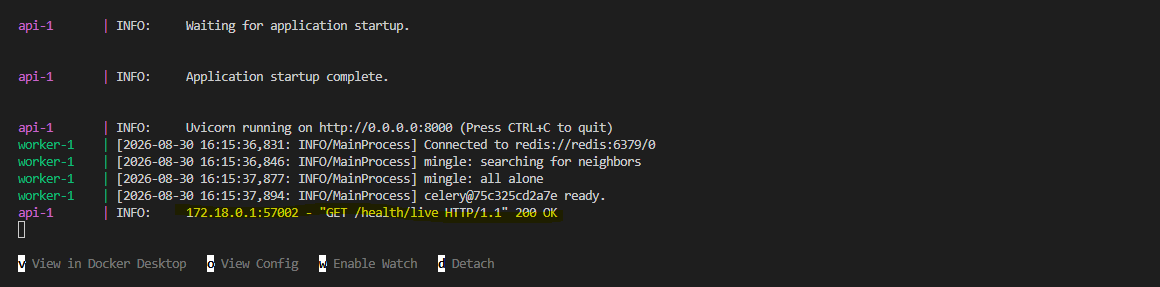 api-1 | INFO: Waiting for application startup.
api-1 | INFO: Application startup complete.
api-1 | INFO: Uvicorn running on http://0.0.0.0:8000 (Press CTRL+C to quit)
worker-1 | [2026-08-30 16:15:36,831: INFO/MainProcess] Connected to redis://redis:6379/0
worker-1 | [2026-08-30 16:15:36,846: INFO/MainProcess] mingle: searching for neighbors
worker-1 | [2026-08-30 16:15:37,877: INFO/MainProcess] mingle: all alone
worker-1 | [2026-08-30 16:15:37,894: INFO/MainProcess] celery@75c325cd2a7e ready.
api-1 | INFO: 172.18.0.1:57002 - "GET /health/live HTTP/1.1" 200 OK
v View in Docker Desktop o View Config w Enable Watch d Detach